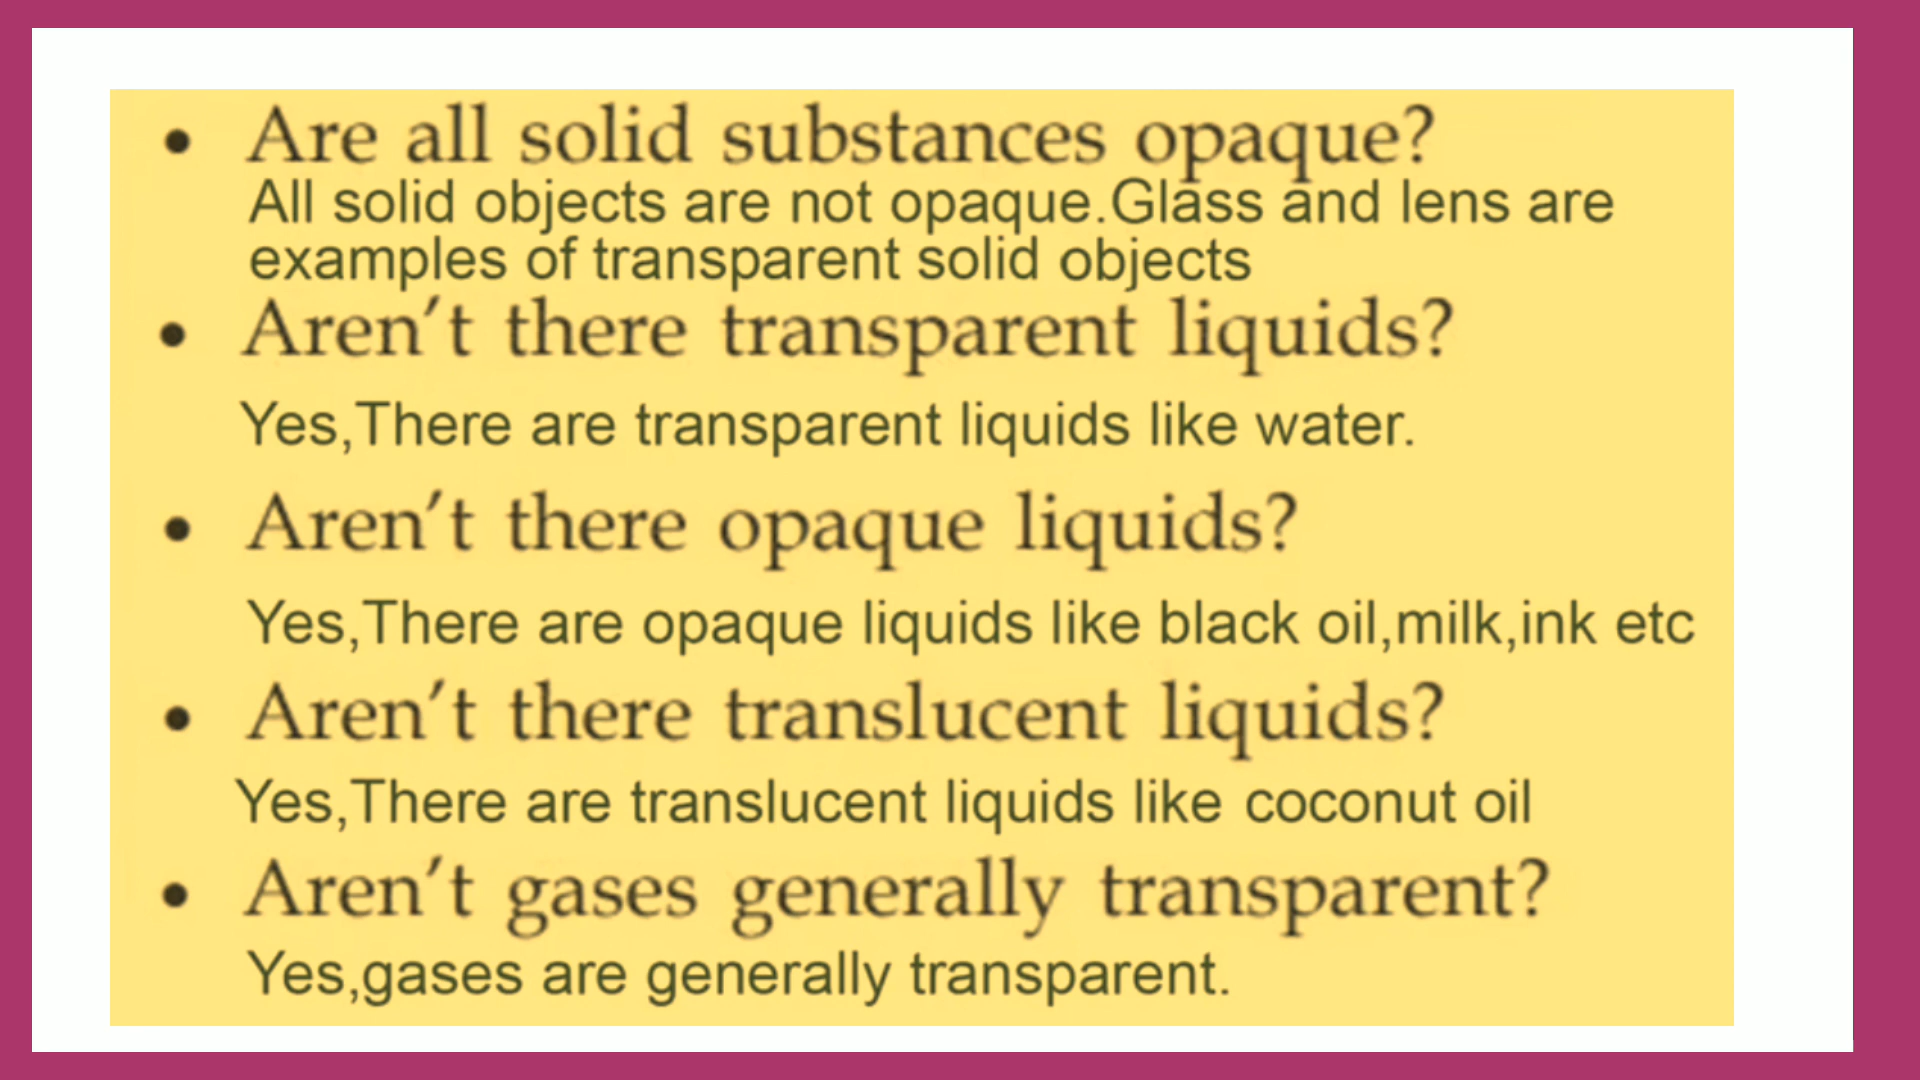 • Are all solid substances opaque?
All solid objects are not opaque.Glass and lens are
examples of transparent solid objects
• Aren’t there transparent liquids?
Yes,There are transparent liquids like water.
• Aren’t there opaque liquids?
Yes,There are opaque liquids like black oil,milk,ink etc
• Aren’t there translucent liquids?
Yes,There are translucent liquids like coconut oil
• Aren’t gases generally transparent?
Yes,gases are generally transparent.